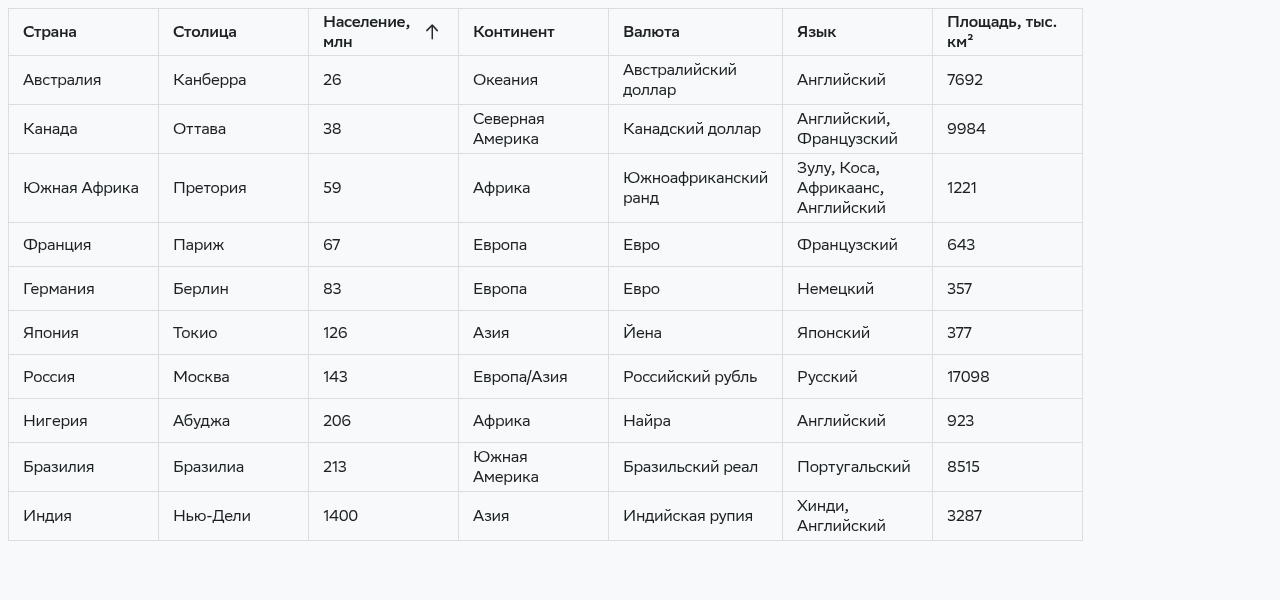 Страна Столица Население, млн Континент Валюта Язык Площадь, тыс. км²
Австралия Канберра 26 Океания Австралийский доллар Английский 7692
Канада Оттава 38 Северная Америка Канадский доллар Английский, Французский 9984
Южная Африка Претория 59 Африка Южноафриканский ранд Зулу, Коса, Африкаанс, Английский 1221
Франция Париж 67 Европа Евро Французский 643
Германия Берлин 83 Европа Евро Немецкий 357
Япония Токио 126 Азия Йена Японский 377
Россия Москва 143 Европа/Азия Российский рубль Русский 17098
Нигерия Абуджа 206 Африка Найра Английский 923
Бразилия Бразилиа 213 Южная Америка Бразильский реал Португальский 8515
Индия Нью-Дели 1400 Азия Индийская рупия Хинди, Английский 3287